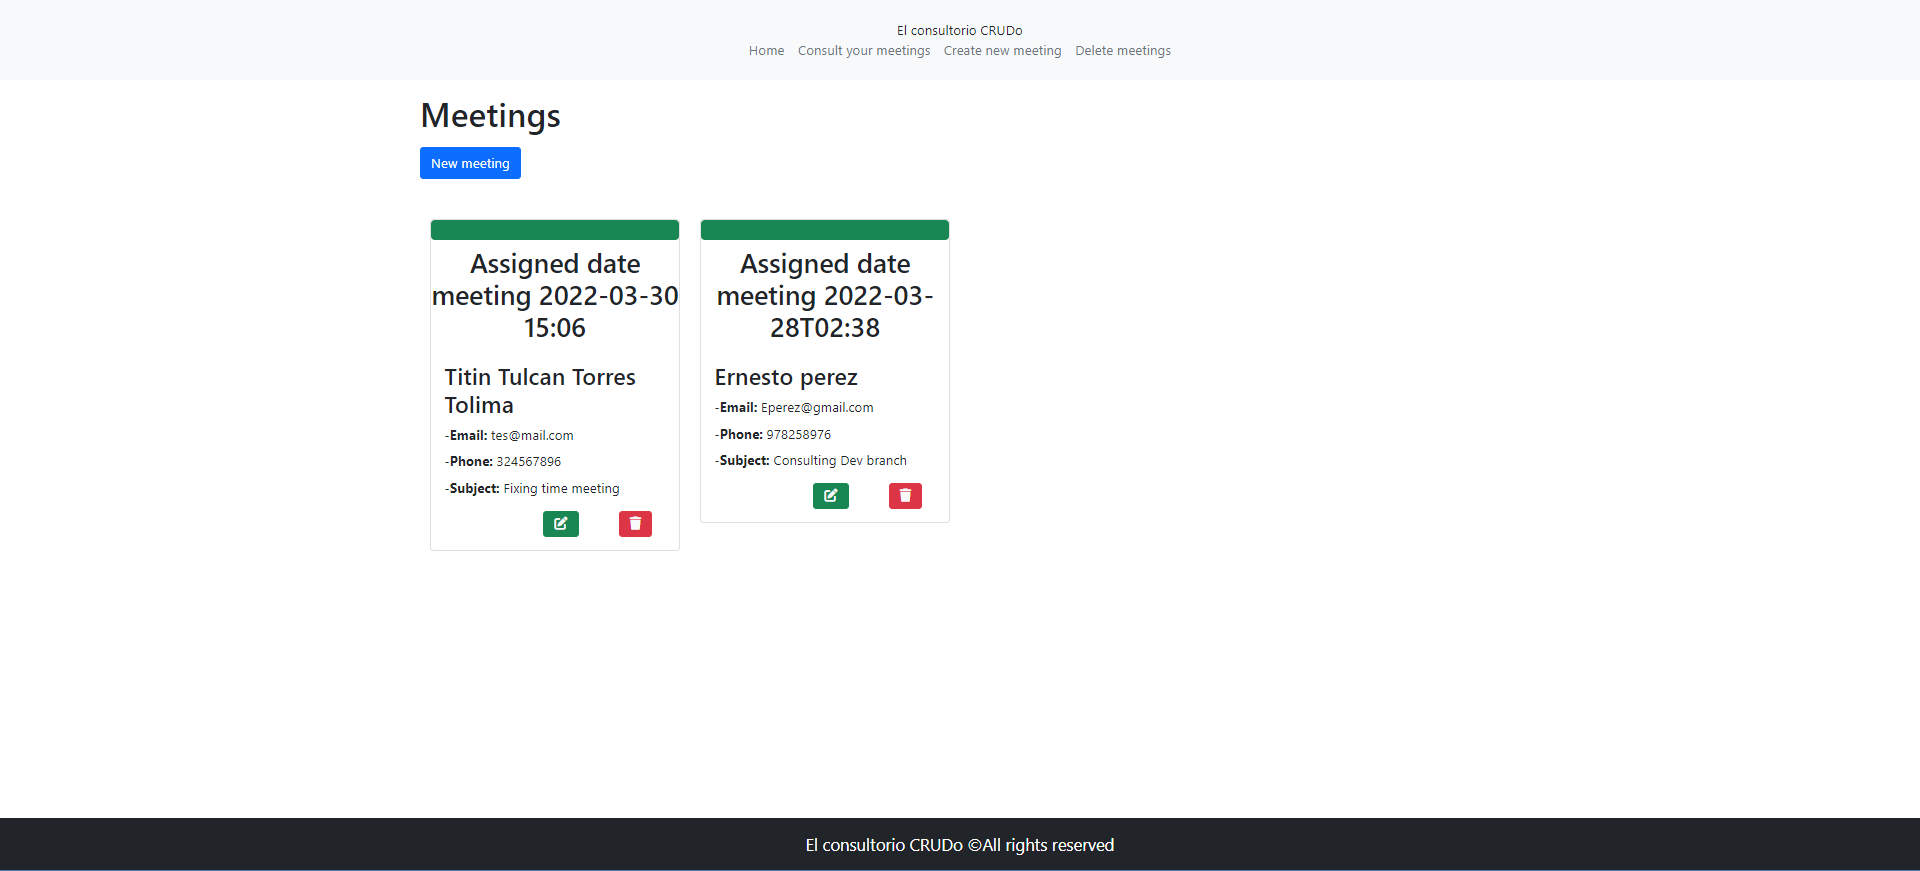 El consultorio CRUDo
Home Consult your meetings Create new meeting Delete meetings
Meetings
New meeting
Assigned date
meeting 2022-03-30
15:06
Titin Tulcan Torres
Tolima
-Email: tes@mail.com
-Phone: 324567896
-Subject: Fixing time meeting
Assigned date
meeting 2022-03-
28T02:38
Ernesto perez
-Email: Eperez@gmail.com
-Phone: 978258976
-Subject: Consulting Dev branch
El consultorio CRUDo ©All rights reserved